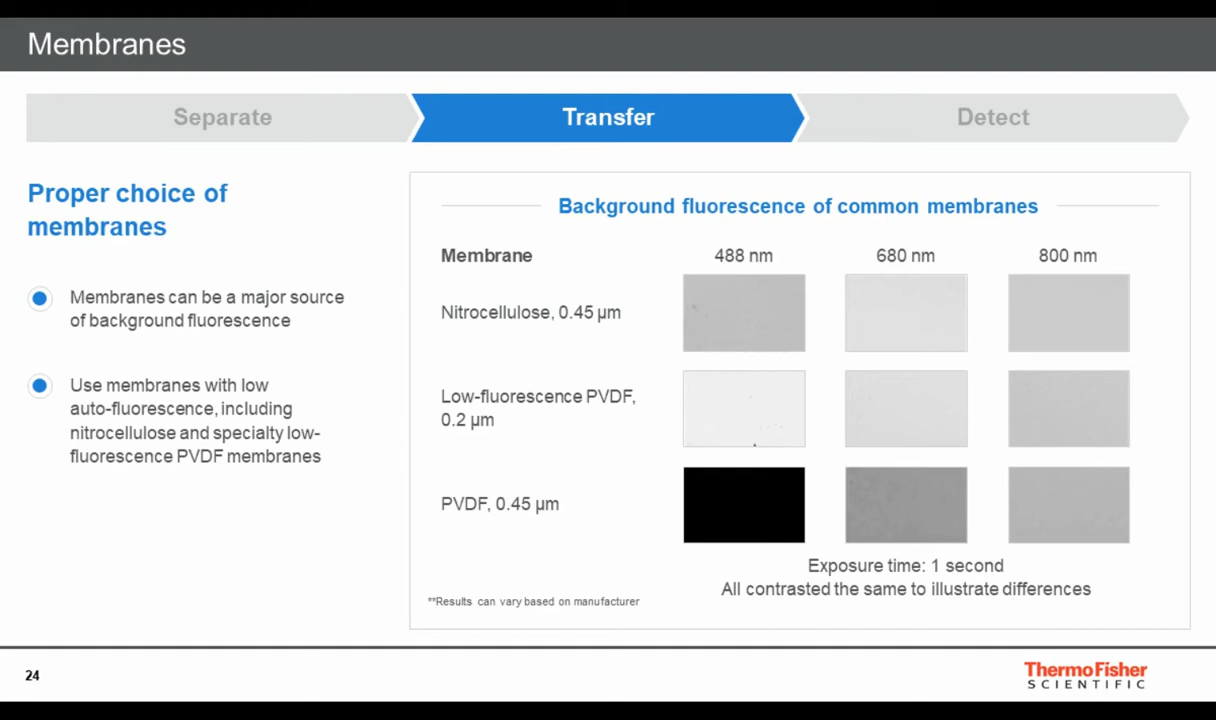 Membranes
Separate
Transfer
Detect
Proper choice of
membranes
Membranes can be a major source
of background fluorescence
Use membranes with low
auto-fluorescence, including
nitrocellulose and specialty low-
fluorescence PVDF membranes
Background fluorescence of common membranes
Membrane 488 nm 680 nm 800 nm
Nitrocellulose, 0.45 µm
Low-fluorescence PVDF,
0.2 µm
PVDF, 0.45 µm
Exposure time: 1 second
All contrasted the same to illustrate differences
**Results can vary based on manufacturer
24
ThermoFisher
SCIENTIFIC